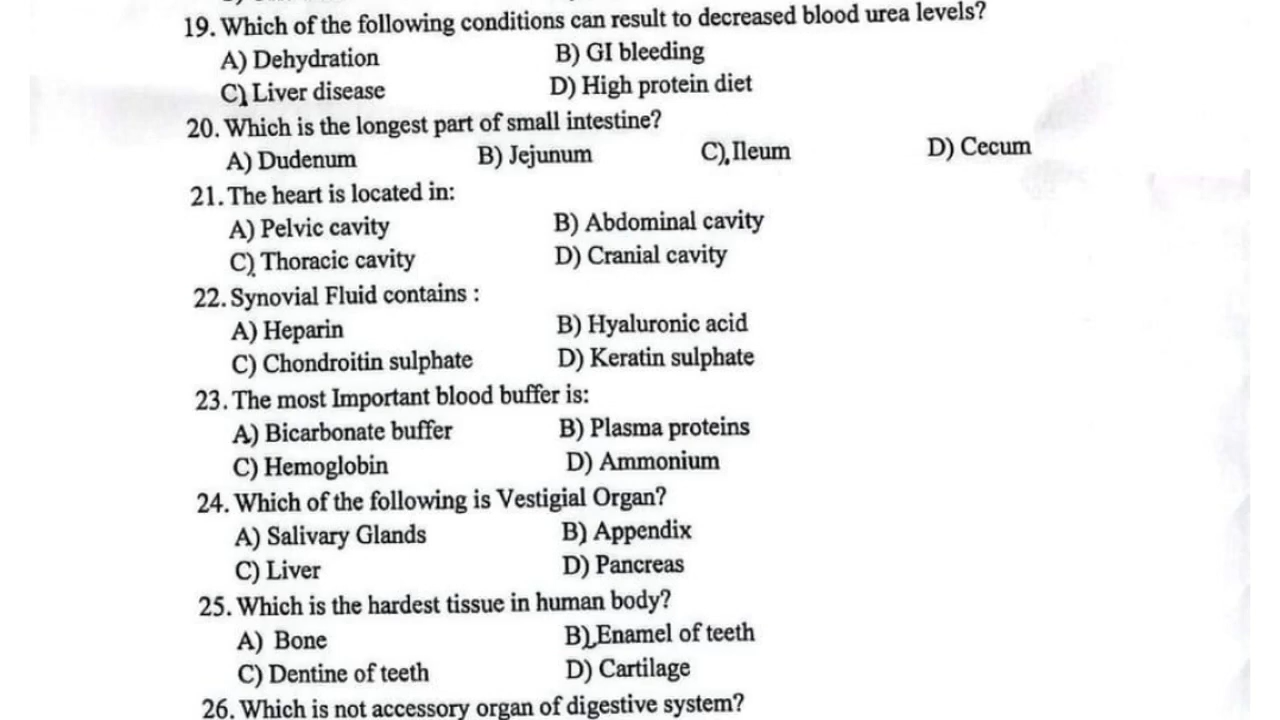 19. Which of the following conditions can result to decreased blood urea levels?
A) Dehydration B) GI bleeding
C) Liver disease D) High protein diet
20. Which is the longest part of small intestine?
A) Dudenum B) Jejunum C) Ileum D) Cecum
21. The heart is located in:
A) Pelvic cavity B) Abdominal cavity
C) Thoracic cavity D) Cranial cavity
22. Synovial Fluid contains :
A) Heparin B) Hyaluronic acid
C) Chondroitin sulphate D) Keratin sulphate
23. The most Important blood buffer is:
A) Bicarbonate buffer B) Plasma proteins
C) Hemoglobin D) Ammonium
24. Which of the following is Vestigial Organ?
A) Salivary Glands B) Appendix
C) Liver D) Pancreas
25. Which is the hardest tissue in human body?
A) Bone B) Enamel of teeth
C) Dentine of teeth D) Cartilage
26. Which is not accessory organ of digestive system?